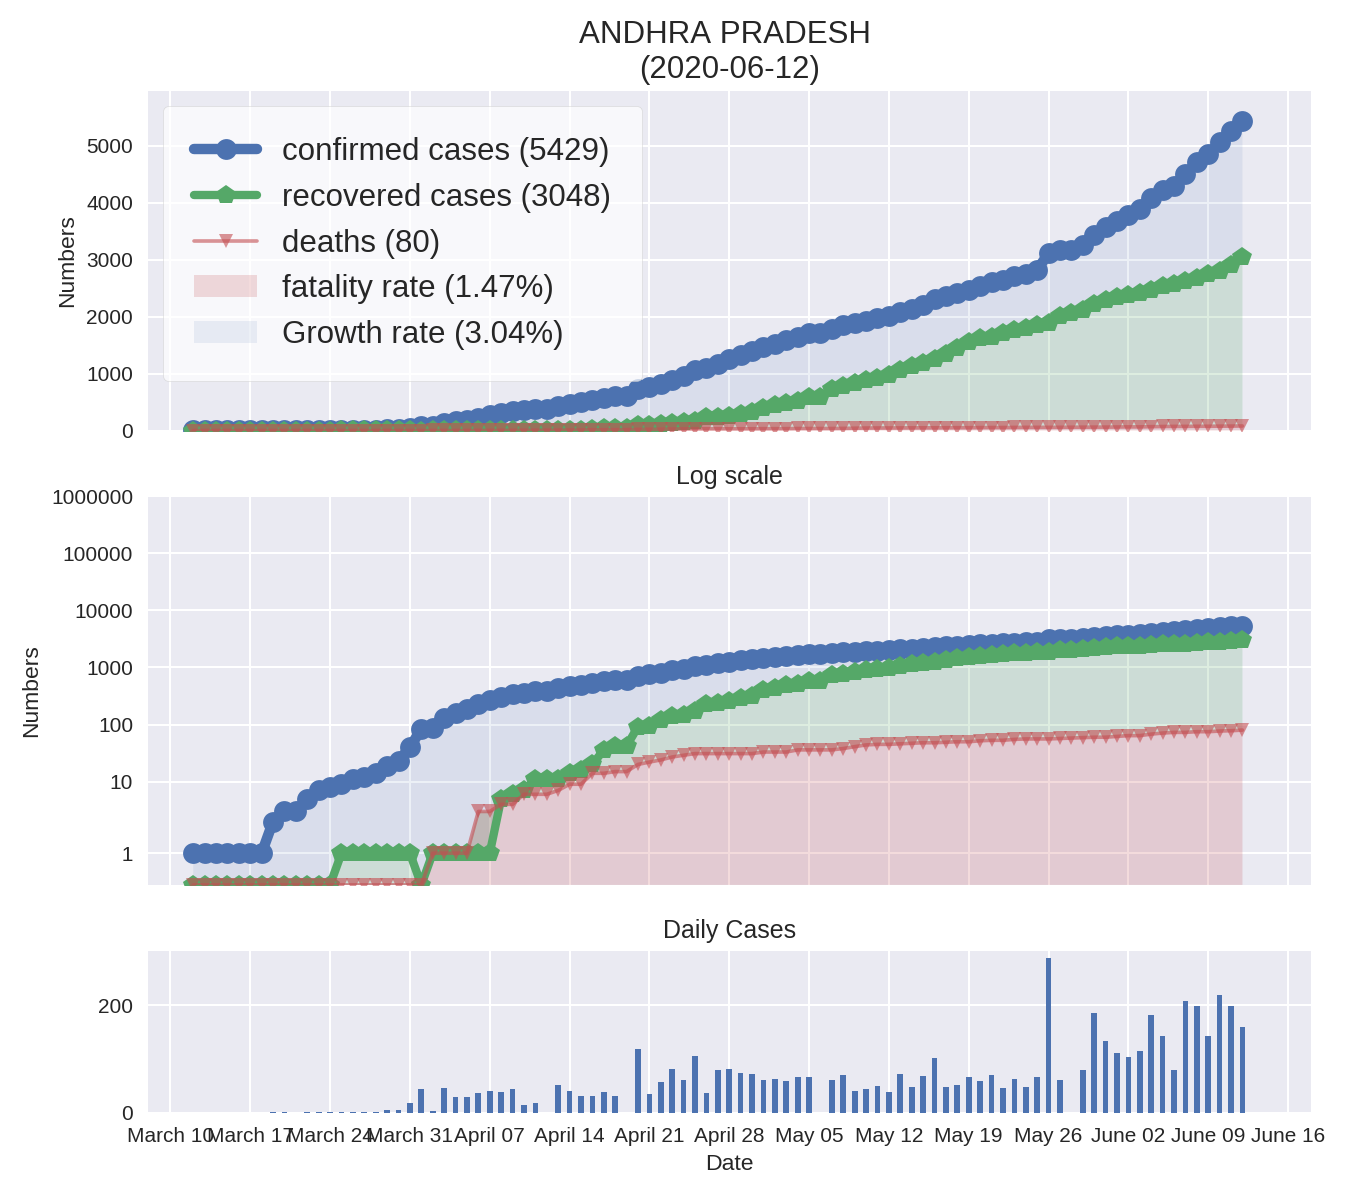 ANDHRA PRADESH
(2020-06-12)
confirmed cases (5429)
recovered cases (3048)
deaths (80)
fatality rate (1.47%)
Growth rate (3.04%)
Numbers
5000
4000
3000
2000
1000
0
Log scale
Numbers
1000000
100000
10000
1000
100
10
1
Daily Cases
200
0
March 10 March 17 March 24 March 31 April 07 April 14 April 21 April 28 May 05 May 12 May 19 May 26 June 02 June 09 June 16
Date